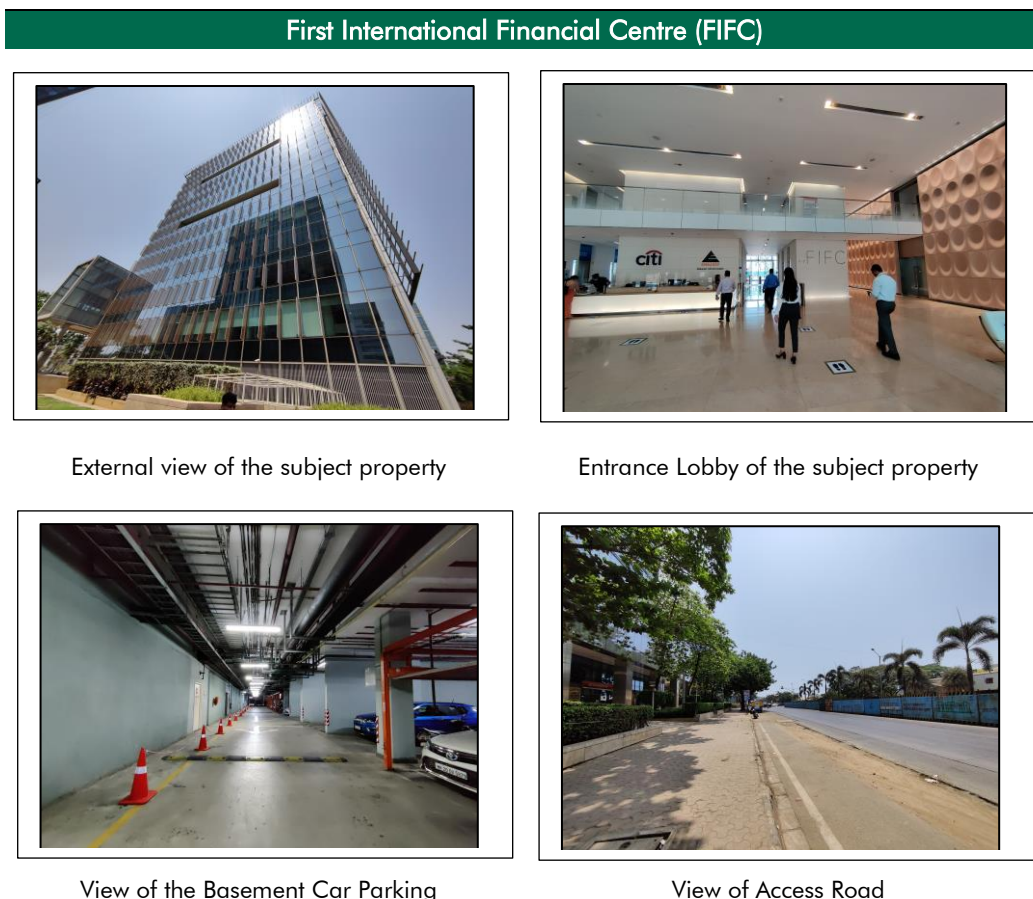 First International Financial Centre (FIFC)
citi
FIFC
External view of the subject property
Entrance Lobby of the subject property
View of the Basement Car Parking
View of Access Road